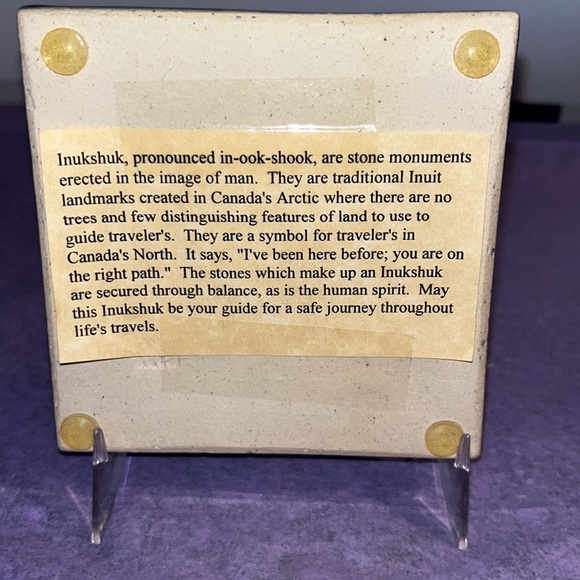 Inukshuk, pronounced in-ook-shook, are stone monuments
erected in the image of man.  They are traditional Inuit
landmarks created in Canada's Arctic where there are no
trees and few distinguishing features of land to use to
guide traveler's.  They are a symbol for traveler's in
Canada's North.  It says, "I've been here before; you are on
the right path."  The stones which make up an Inukshuk
are secured through balance, as is the human spirit.  May
this Inukshuk be your guide for a safe journey throughout
life's travels.